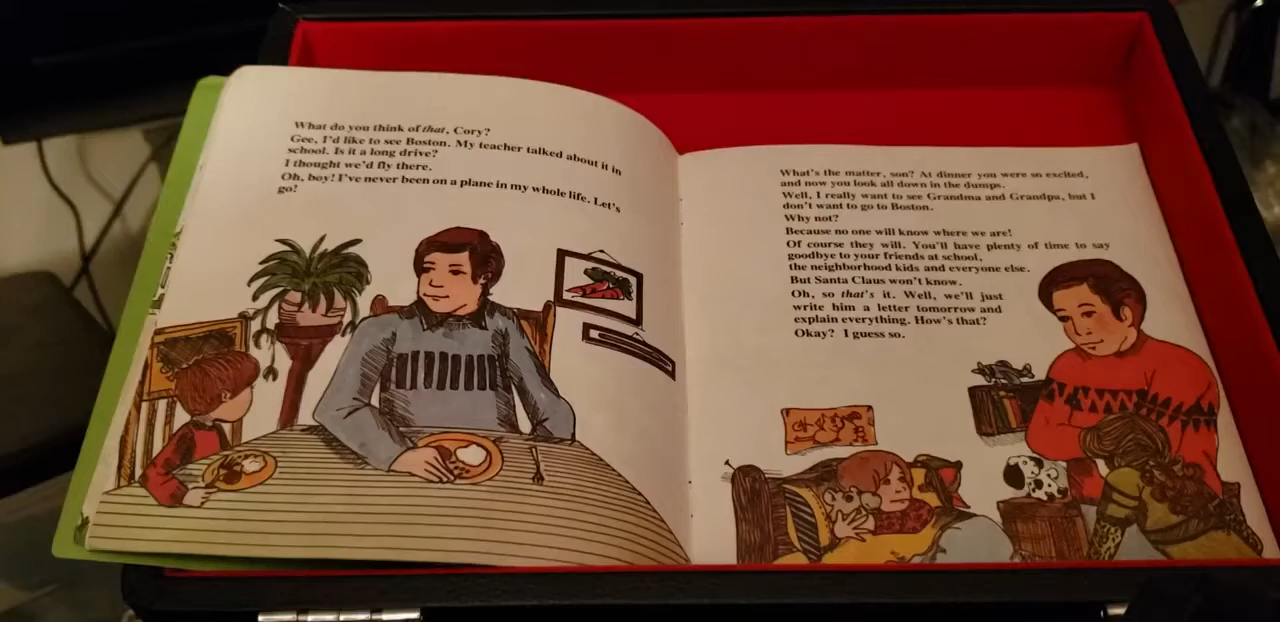 What do you think of that, Cory?
Gee, I'd like to see Boston. My teacher talked about it in
school. Is it a long drive?
I thought we'd fly there.
Oh, boy! I've never been on a plane in my whole life. Let's
go!
What's the matter, son? At dinner you were so excited,
and now you look all down in the dumps.
Well, I really want to see Grandma and Grandpa, but I
don't want to go to Boston.
Why not?
Because no one will know where we are!
Of course they will. You'll have plenty of time to say
goodbye to your friends at school,
the neighborhood kids and everyone else.
But Santa Claus won't know.
Oh, so that's it. Well, we'll just
write him a letter tomorrow and
explain everything. How's that?
Okay? I guess so.